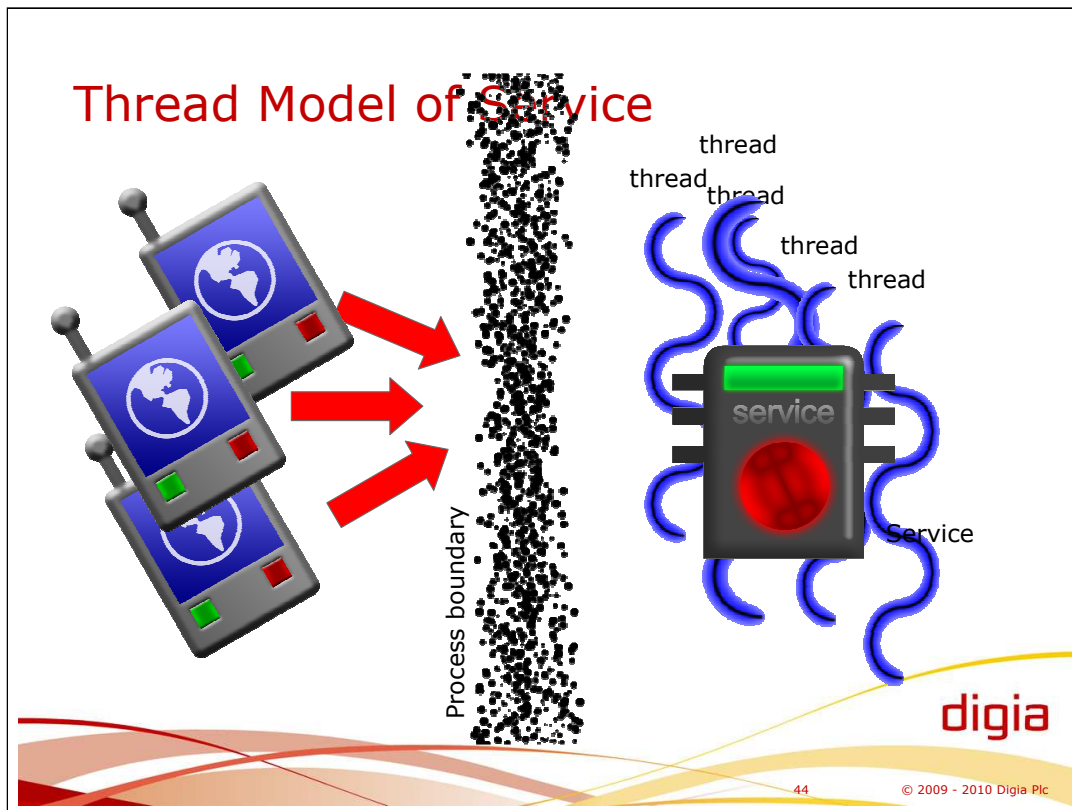 Thread Model of Service
thread
thread
thread
thread
thread
service
Service
Process boundary
digia
44
© 2009 - 2010 Digia Plc